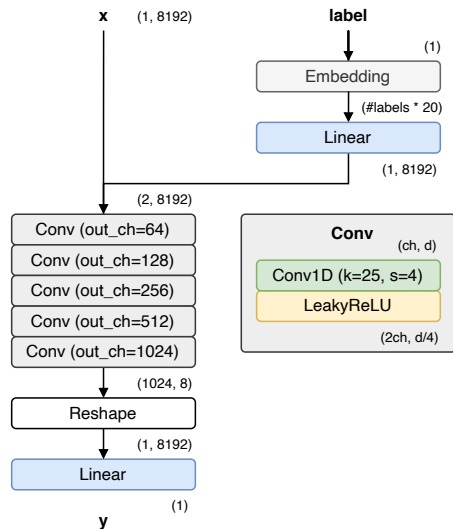 x (1, 8192) label
(1)
Embedding
(#labels * 20)
Linear
(1, 8192)
(2, 8192)
Conv (out_ch=64)
Conv (out_ch=128)
Conv (out_ch=256)
Conv (out_ch=512)
Conv (out_ch=1024)
(1024, 8)
Reshape
(1, 8192)
Linear
(1)
y
Conv
(ch, d)
Conv1D (k=25, s=4)
LeakyReLU
(2ch, d/4)